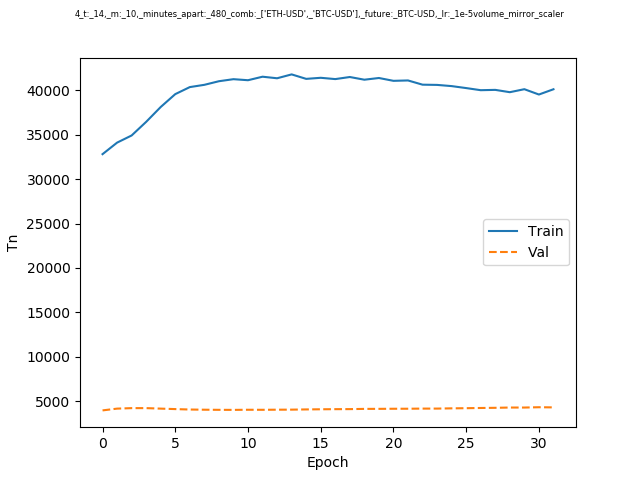 4_t:_14,_m:_10,_minutes_apart:_480_comb:_['ETH-USD',_'BTC-USD'],_future:_BTC-USD,_lr:_1e-5volume_mirror_scaler
40000
35000
30000
25000
20000
15000
10000
5000
Tn
Train
Val
0 5 10 15 20 25 30
Epoch